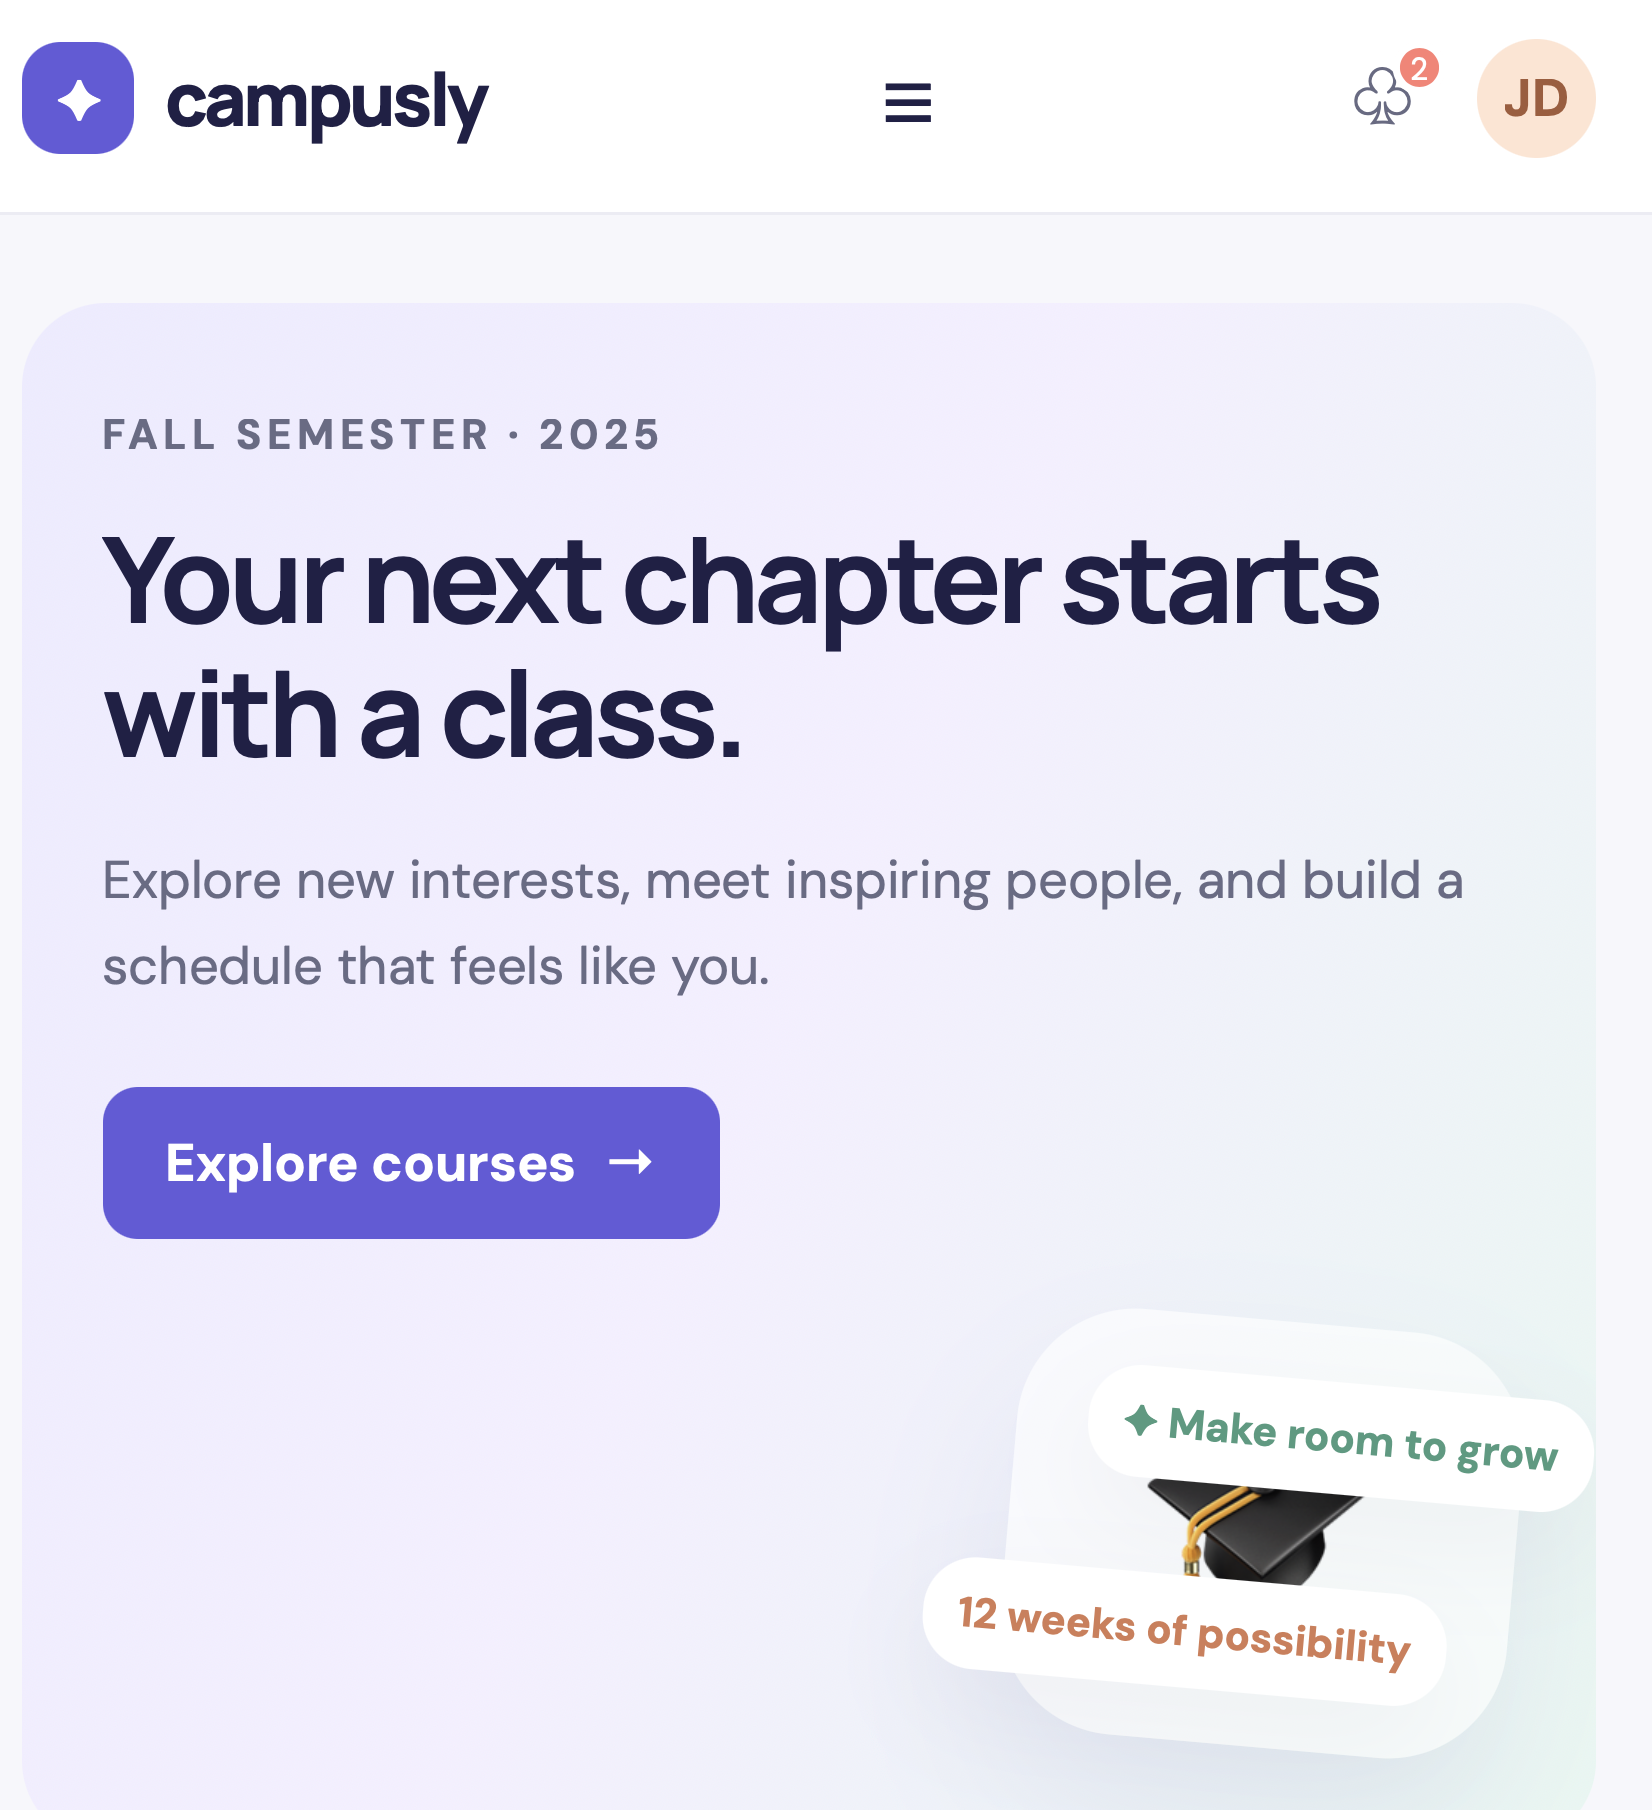 campusly
2
JD
FALL SEMESTER · 2025
Your next chapter starts
with a class.
Explore new interests, meet inspiring people, and build a
schedule that feels like you.
Explore courses →
✦ Make room to grow
12 weeks of possibility